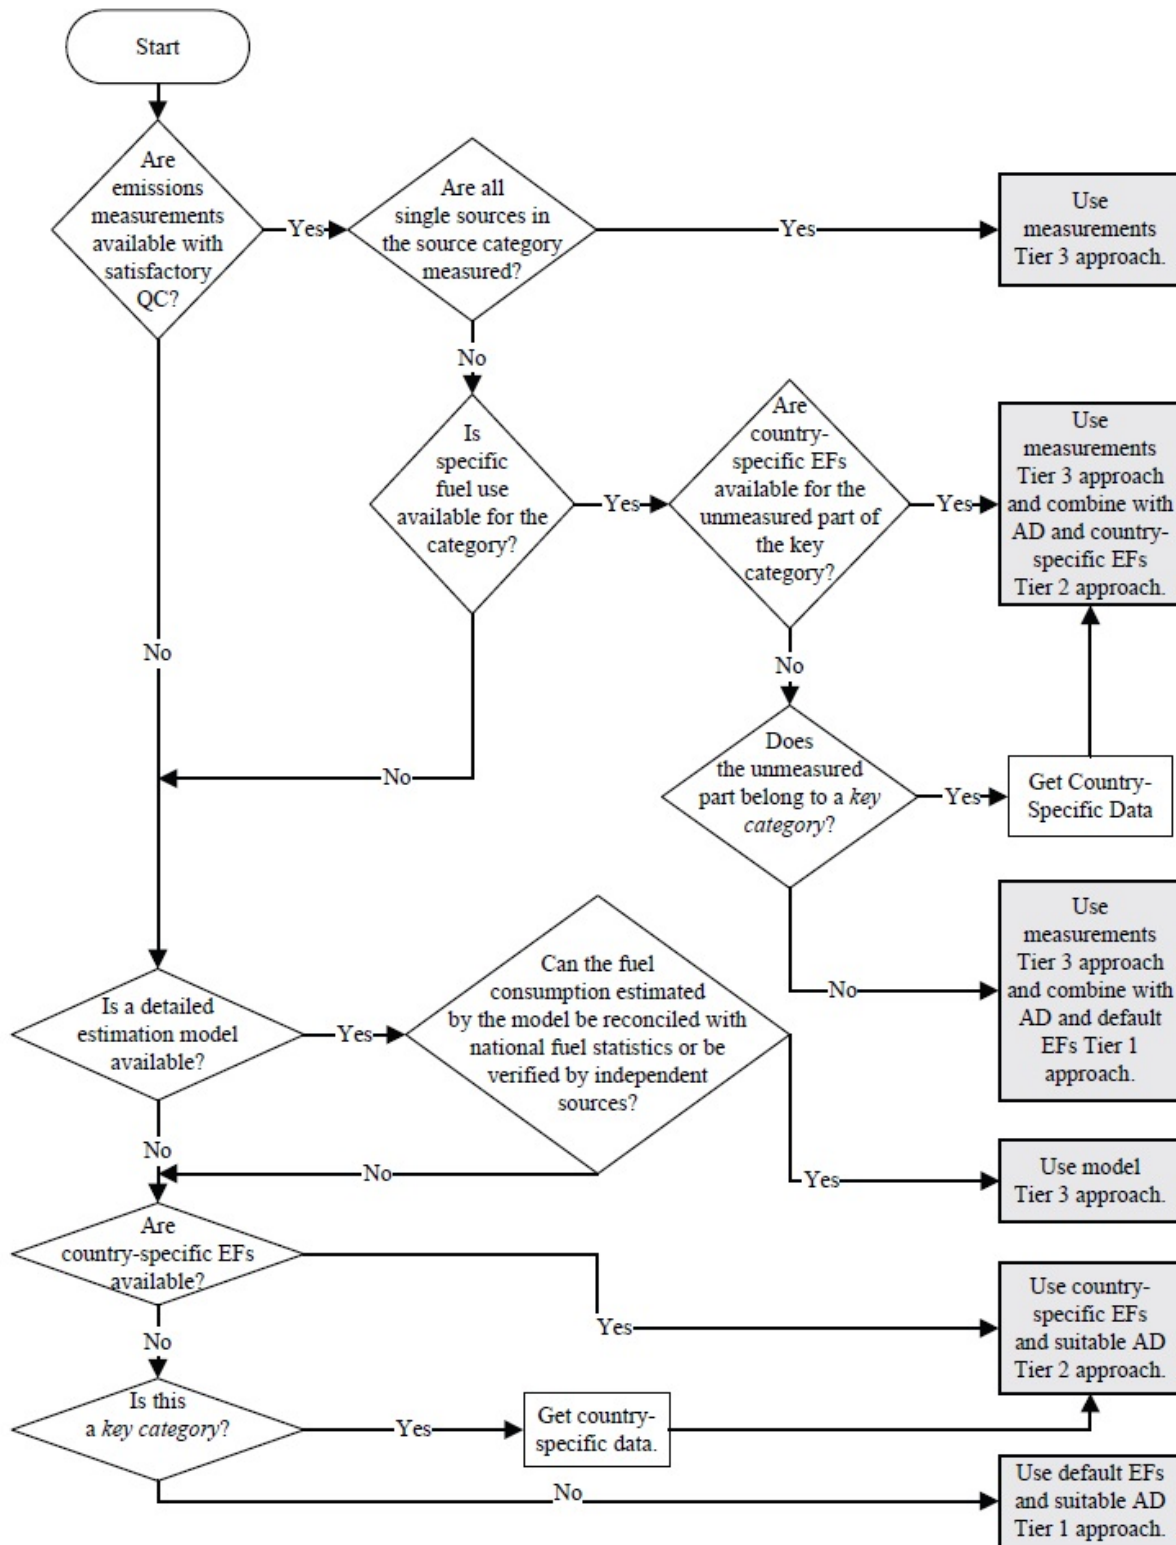 Start
Are
emissions
measurements
available with
satisfactory
QC?
Yes
Are all
single sources in
the source category
measured?
Yes
Use
measurements
Tier 3 approach.
No
Is
specific
fuel use
available for the
category?
Yes
Are
country-
specific EFs
available for the
unmeasured part of
the key
category?
Yes
Use
measurements
Tier 3 approach
and combine with
AD and country-
specific EFs
Tier 2 approach.
No
No
No
Does
the unmeasured
part belong to a key
category?
Yes
Get Country-
Specific Data
No
Use
measurements
Tier 3 approach
and combine with
AD and default
EFs Tier 1
approach.
Is a detailed
estimation model
available?
Yes
Can the fuel
consumption estimated
by the model be reconciled with
national fuel statistics or be
verified by independent
sources?
Yes
Use model
Tier 3 approach.
No
No
Are
country-specific EFs
available?
Yes
Use country-
specific EFs
and suitable AD
Tier 2 approach.
No
Is this
a key category?
Yes
Get country-
specific data.
No
Use default EFs
and suitable AD
Tier 1 approach.